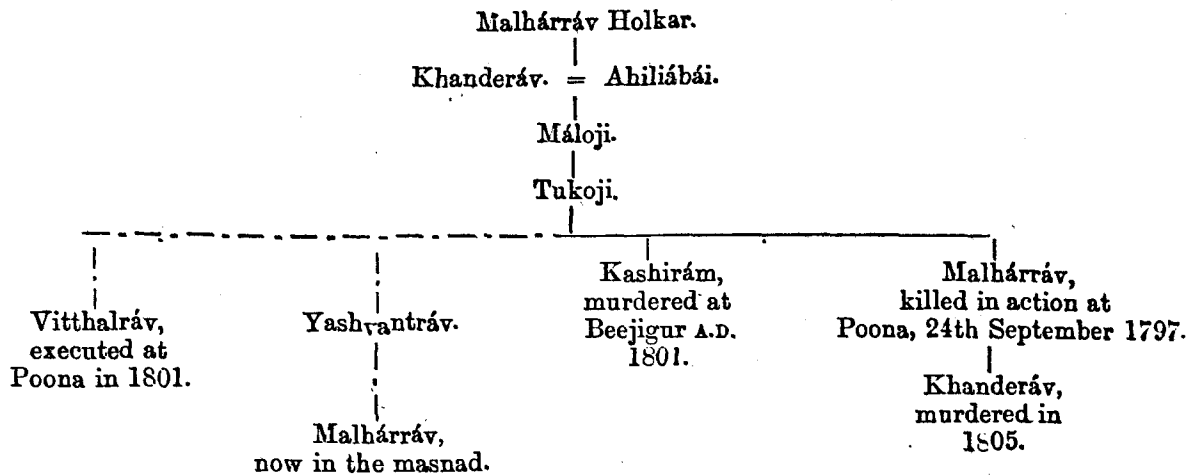 Malhárráv Holkar.
Khanderáv. = Ahiliábái.
Máloji.
Tukoji.
Vitthalráv,
executed at
Poona in 1801.
Yashvantráv.
Malhárráv,
now in the masnad.
Kashirám,
murdered at
Beejigur A.D.
1801.
Malhárráv,
killed in action at
Poona, 24th September 1797.
Khanderáv,
murdered in
1805.